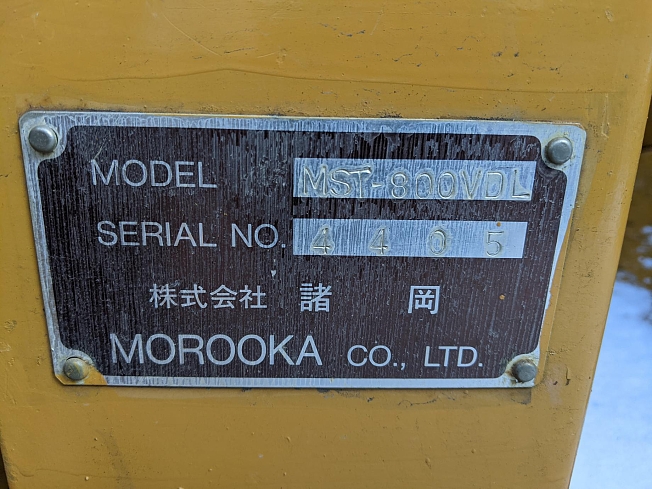 MODEL MST-800VDL
SERIAL NO. 4405
株式会社 諸岡
MOROOKA CO., LTD.